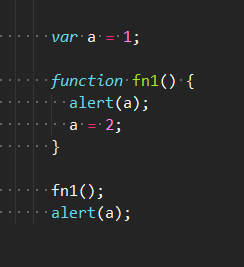 var a = 1;
function fn1() {
alert(a);
a = 2;
}
fn1();
alert(a);